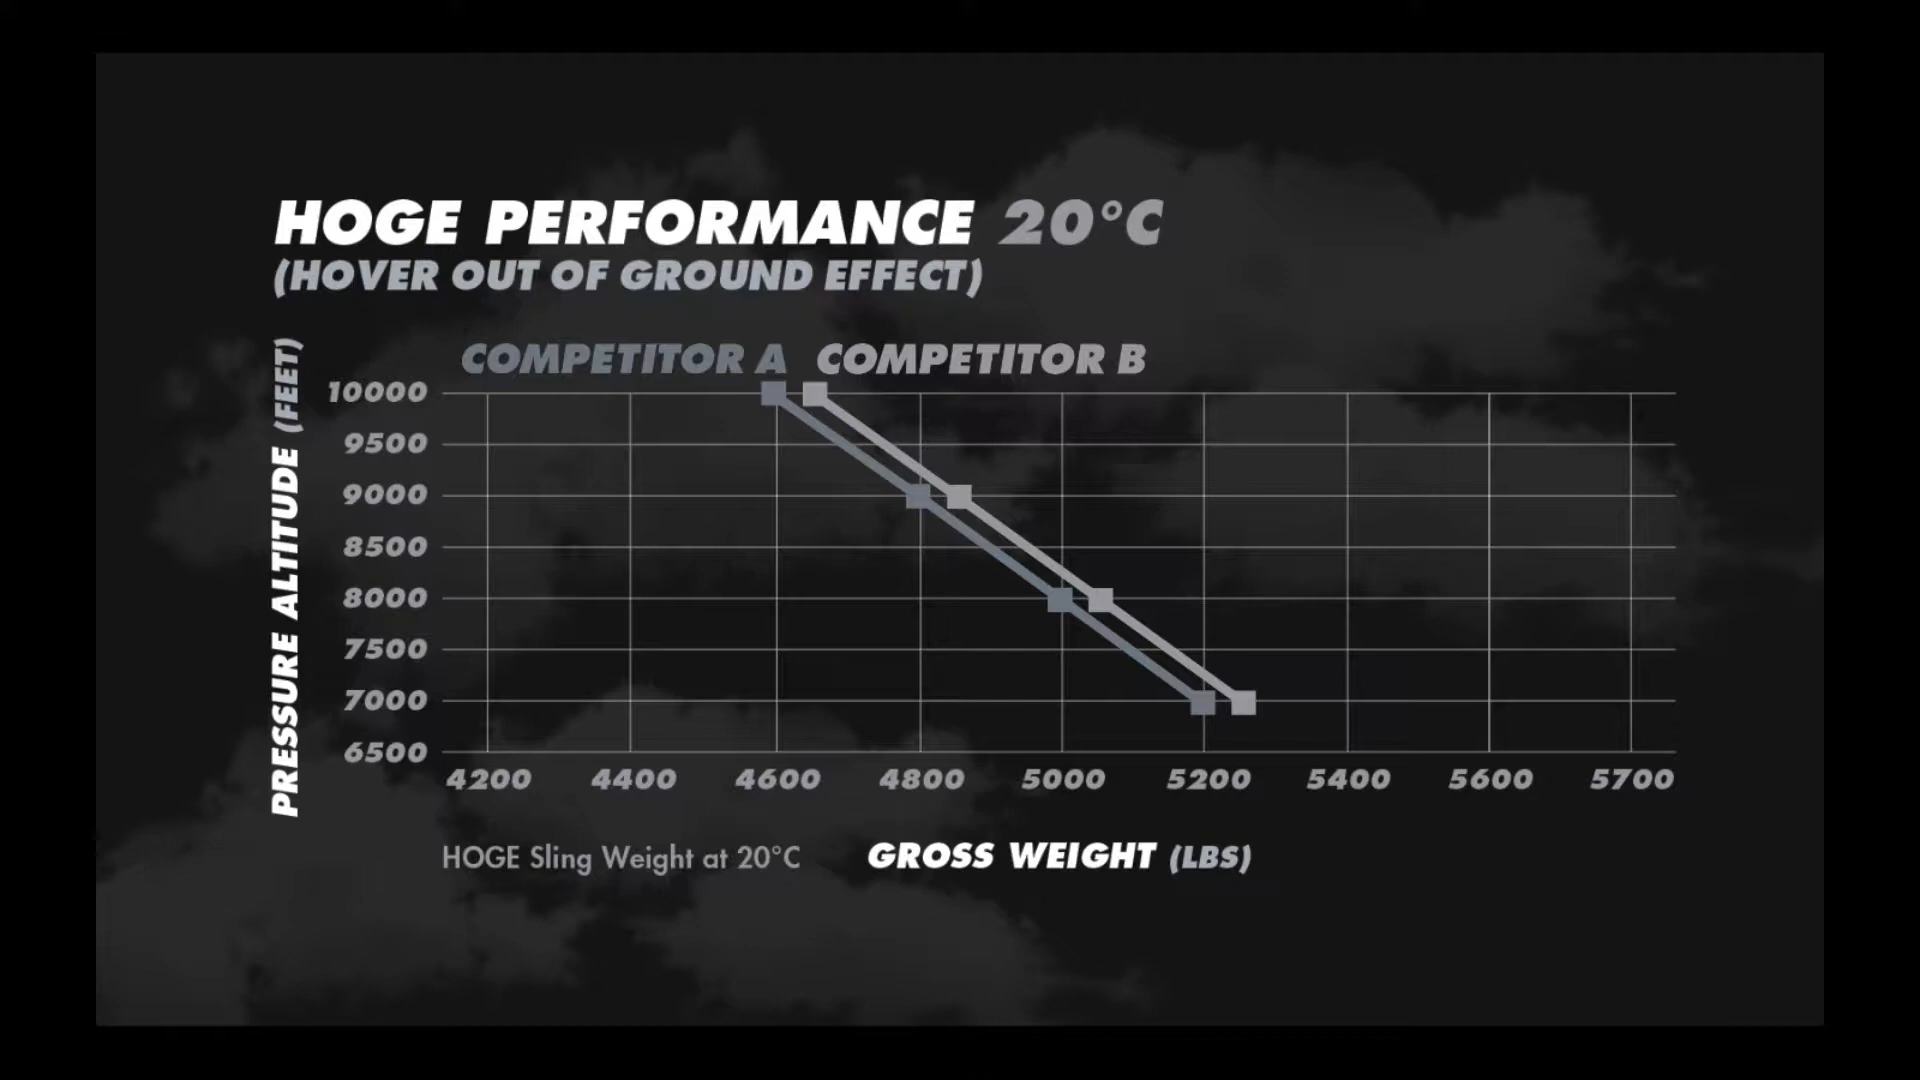 HOGE PERFORMANCE 20°C
(HOVER OUT OF GROUND EFFECT)
COMPETITOR A COMPETITOR B
PRESSURE ALTITUDE (FEET)
10000
9500
9000
8500
8000
7500
7000
6500
4200 4400 4600 4800 5000 5200 5400 5600 5700
HOGE Sling Weight at 20°C GROSS WEIGHT (LBS)